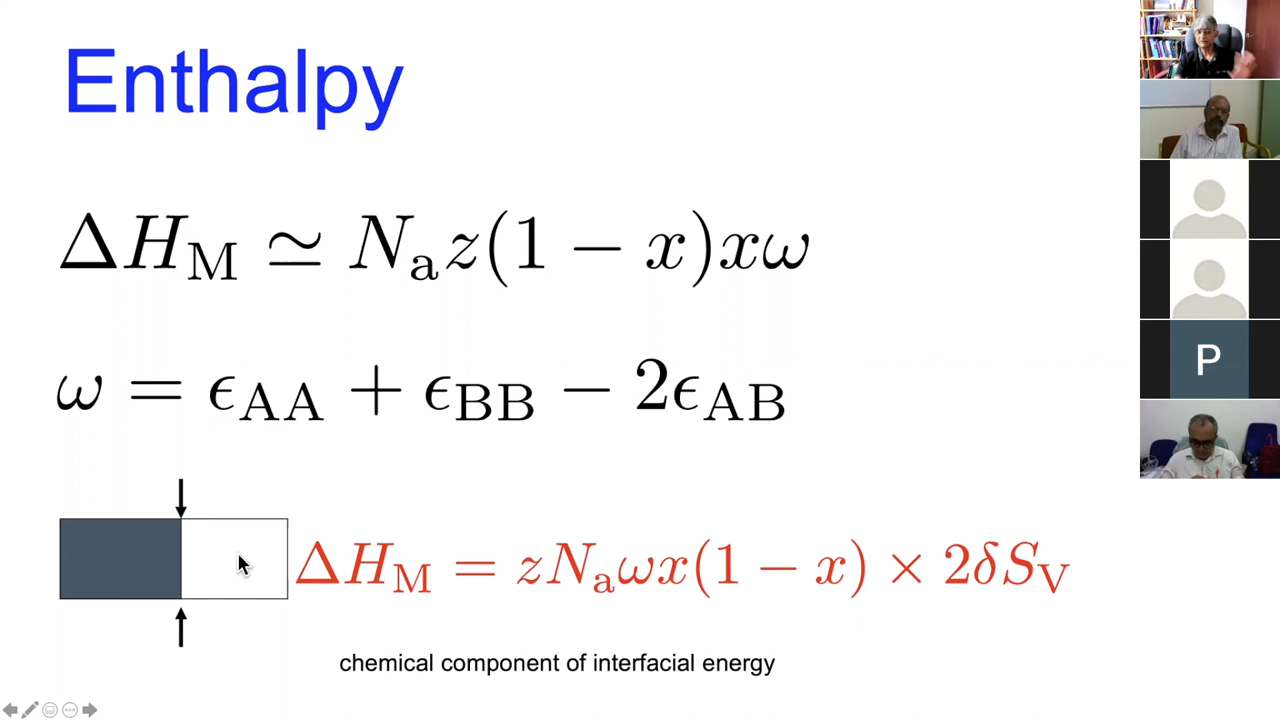 Enthalpy
ΔH_M ≃ N_a z(1 − x)xω
ω = ϵ_AA + ϵ_BB − 2ϵ_AB
ΔH_M = zN_a ωx(1 − x) × 2δS_V
chemical component of interfacial energy
P